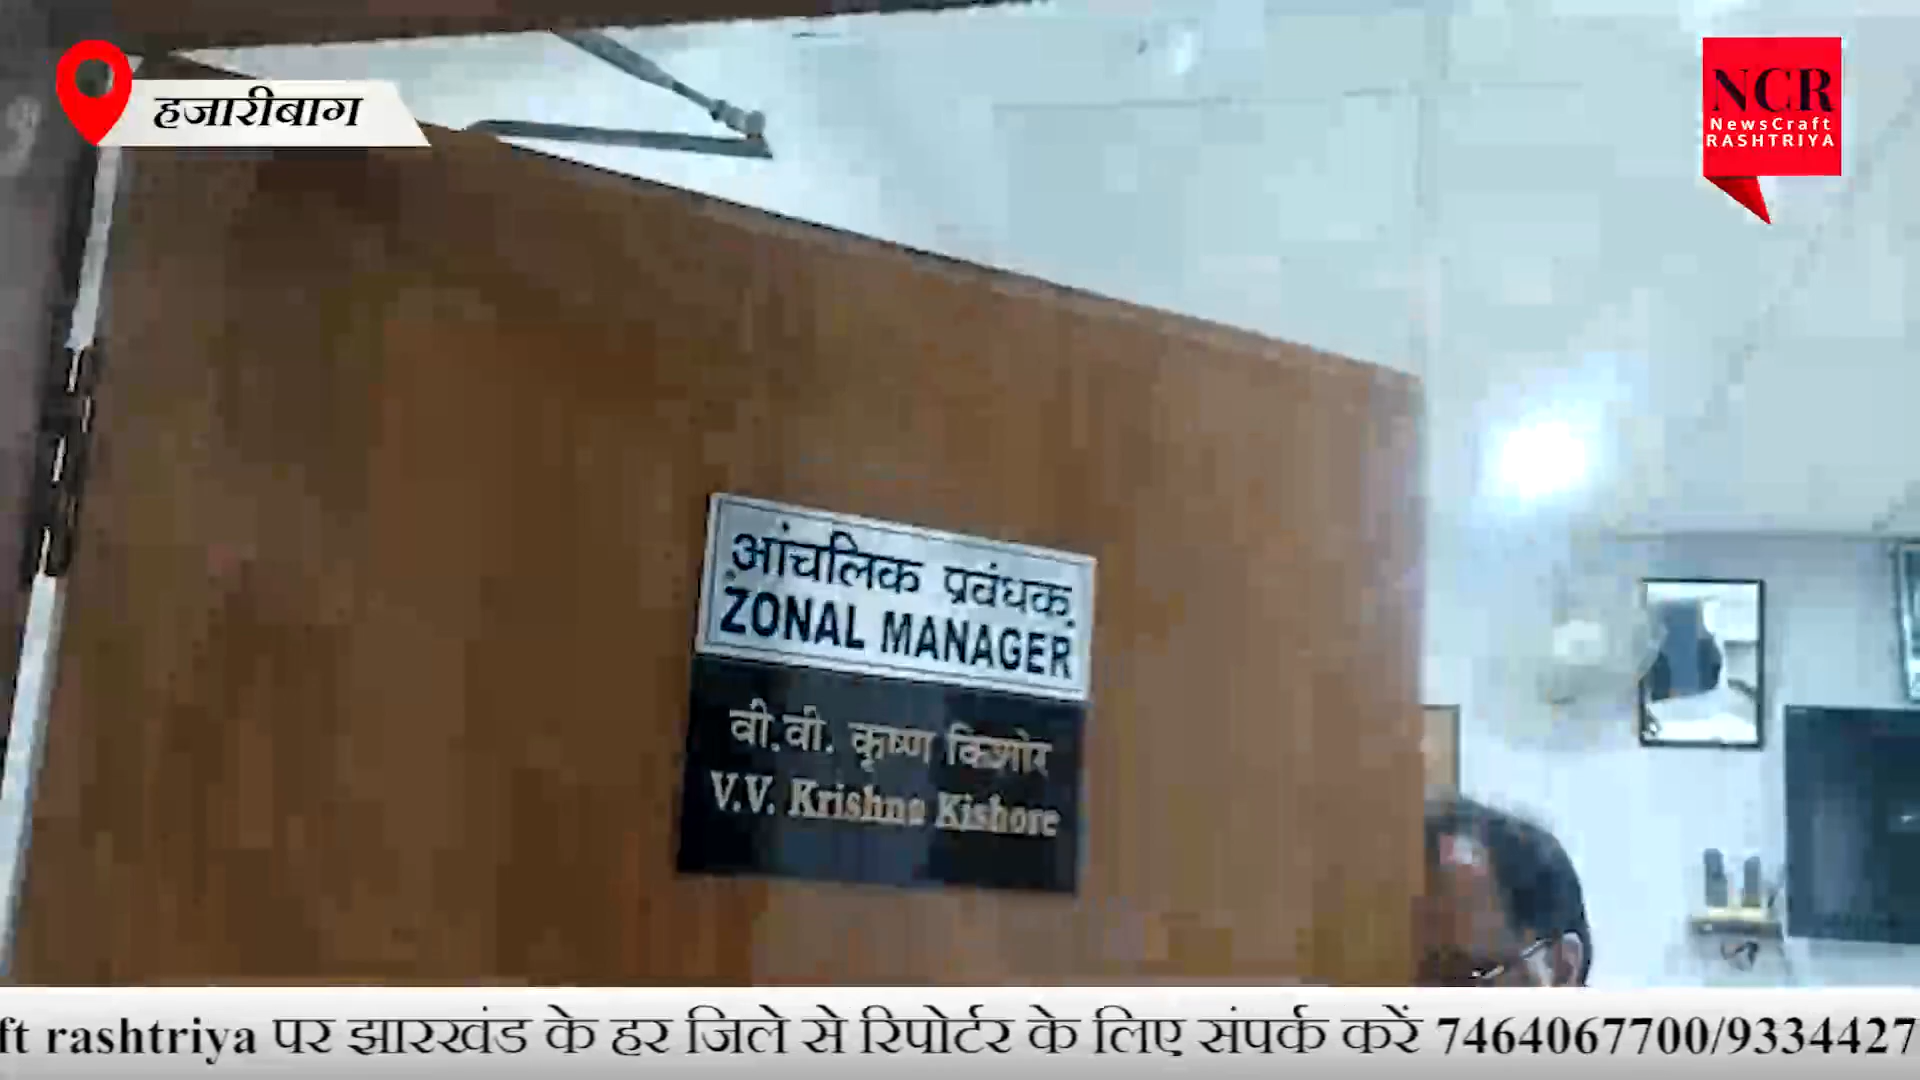 हजारीबाग
NCR
NewsCraft
RASHTRIYA
आंचलिक प्रवंधक
ZONAL MANAGER
वी.वी. कृष्ण किशोर
V.V. Krishna Kishore
ft rashtriya पर झारखंड के हर जिले से रिपोर्टर के लिए संपर्क करें 7464067700/9334427